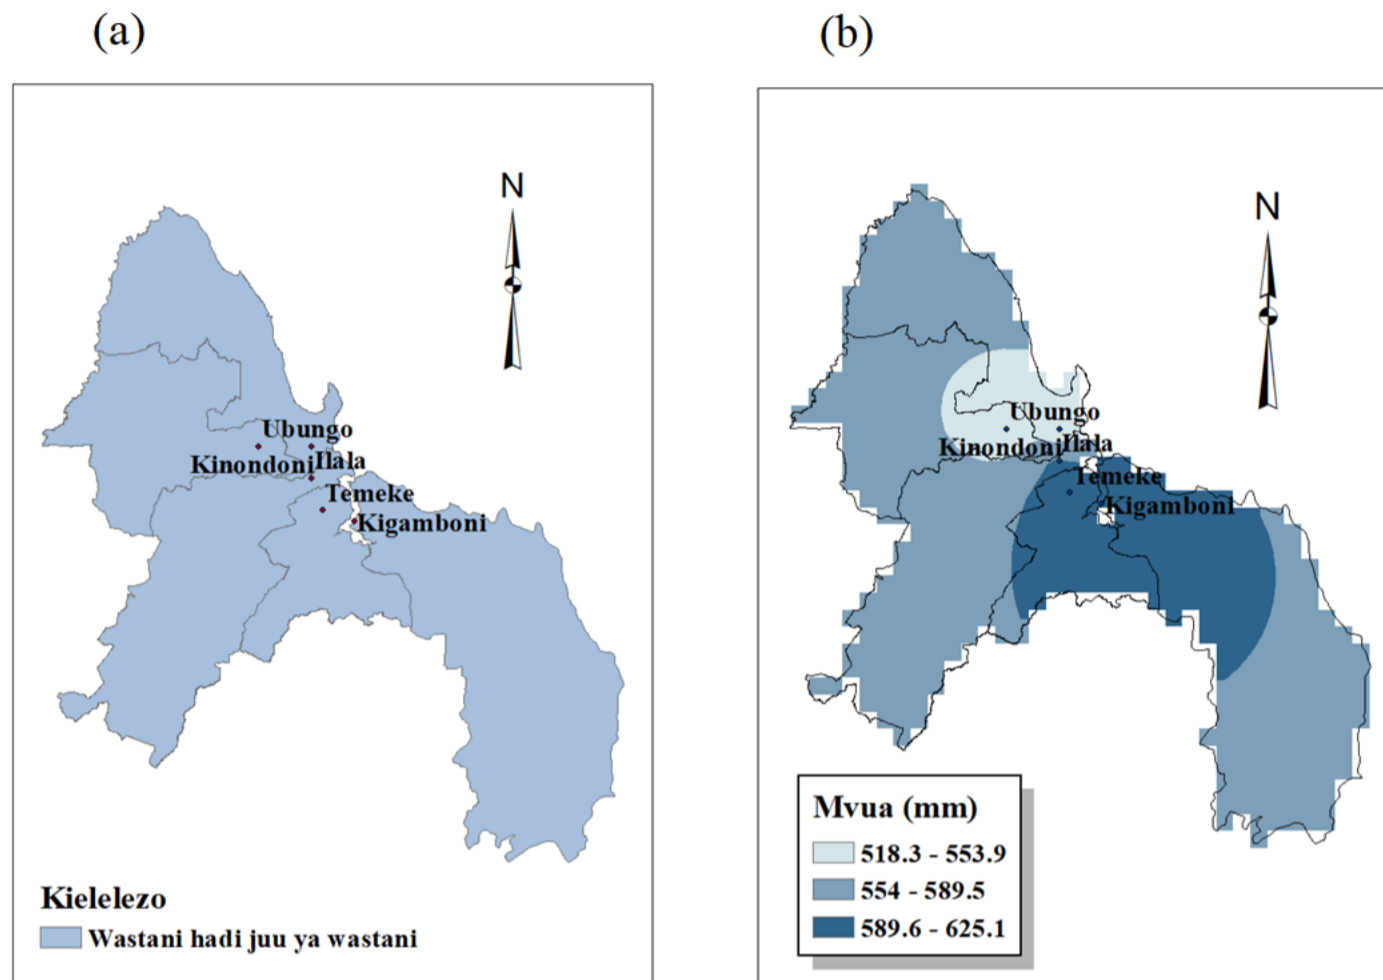 (a)
N
Ubungo
Kinondoni
Ilala
Temeke
Kigamboni
Kielelezo
Wastani hadi juu ya wastani
(b)
N
Ubungo
Kinondoni
Ilala
Temeke
Kigamboni
Mvua (mm)
518.3 - 553.9
554 - 589.5
589.6 - 625.1